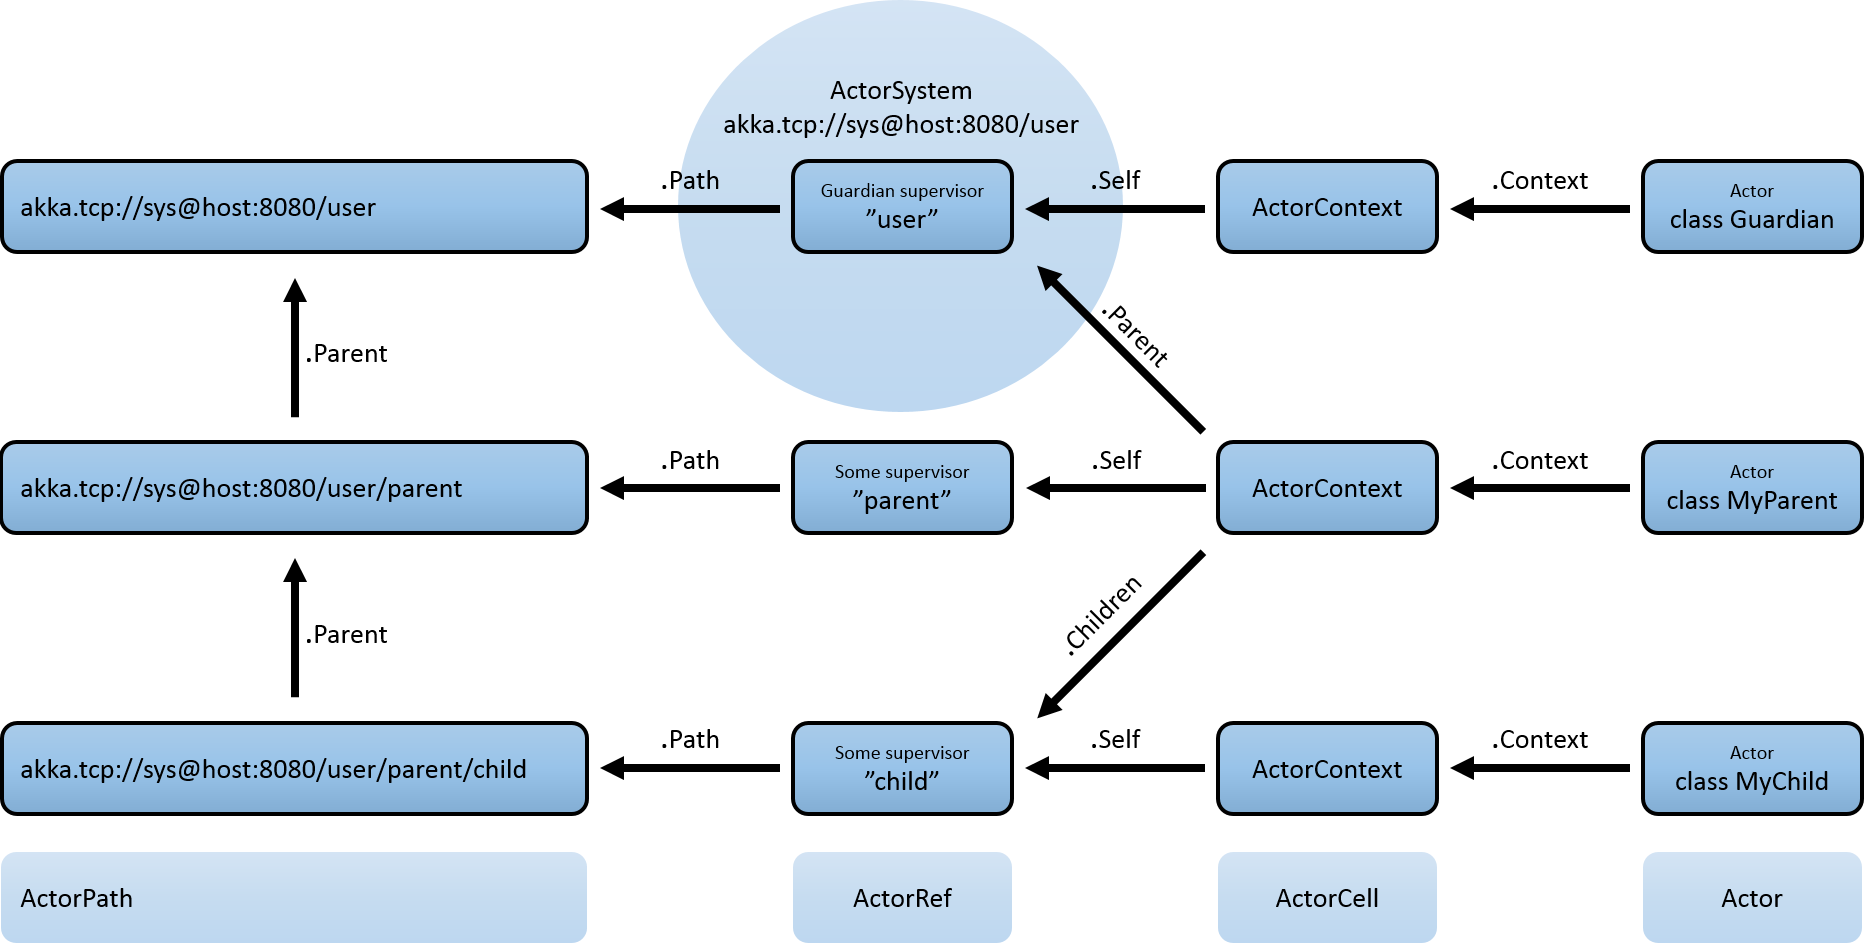 ActorSystem
akka.tcp://sys@host:8080/user
akka.tcp://sys@host:8080/user
.Path
Guardian supervisor
”user”
.Self
ActorContext
.Context
Actor
class Guardian
.Parent
.Parent
akka.tcp://sys@host:8080/user/parent
.Path
Some supervisor
”parent”
.Self
ActorContext
.Context
Actor
class MyParent
.Parent
.Children
akka.tcp://sys@host:8080/user/parent/child
.Path
Some supervisor
”child”
.Self
ActorContext
.Context
Actor
class MyChild
ActorPath
ActorRef
ActorCell
Actor